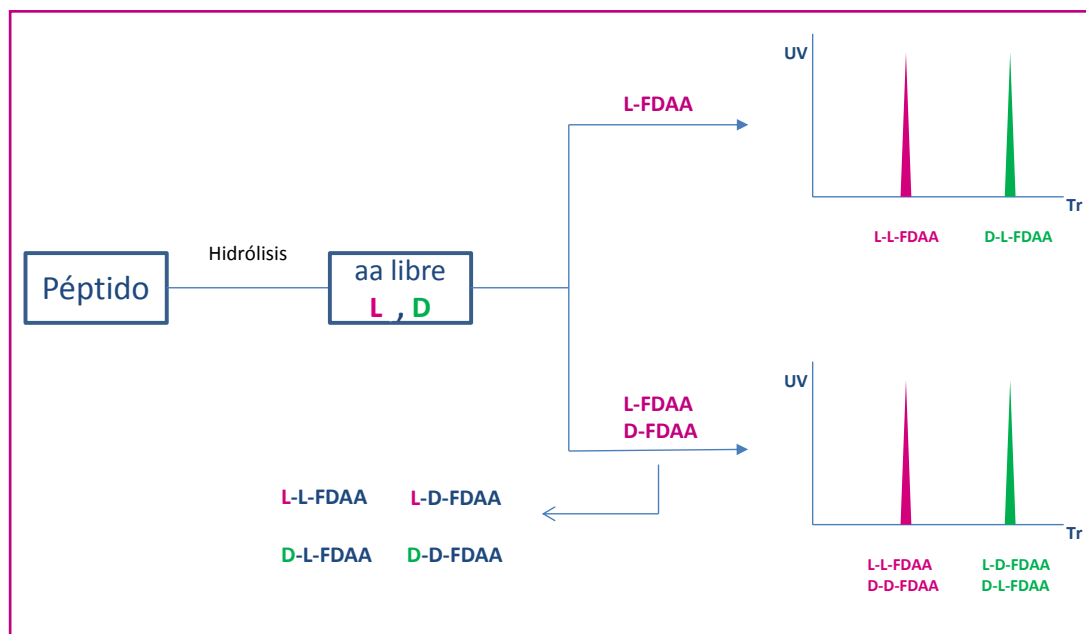 Péptido
Hidrólisis
aa libre
L , D
L-FDAA
UV
Tr
L-L-FDAA D-L-FDAA
L-FDAA
D-FDAA
L-L-FDAA L-D-FDAA
D-L-FDAA D-D-FDAA
UV
Tr
L-L-FDAA L-D-FDAA
D-D-FDAA D-L-FDAA